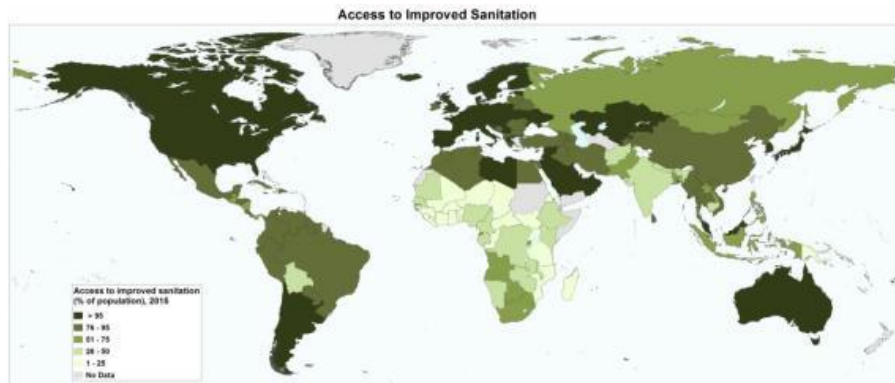 Access to Improved Sanitation
Access to improved sanitation
(% of population), 2015
> 95
76 - 95
51 - 75
26 - 50
1 - 25
No Data